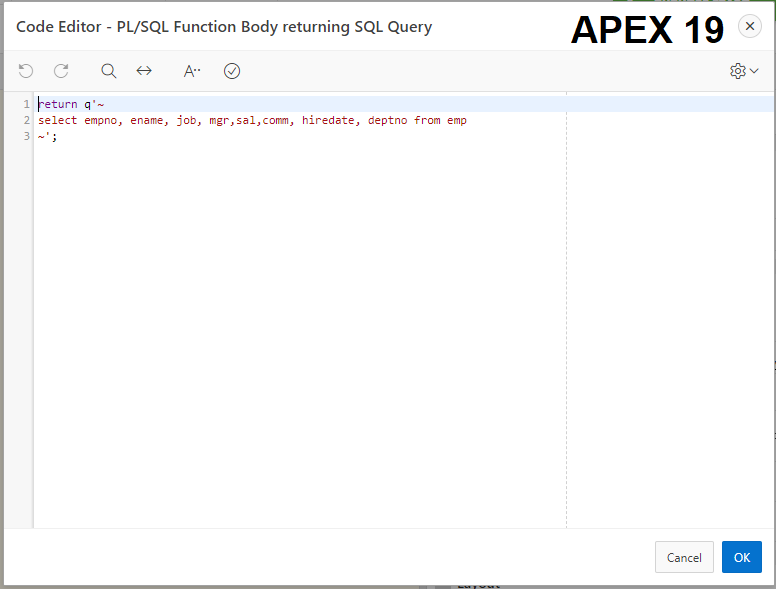 Code Editor - PL/SQL Function Body returning SQL Query
APEX 19
A
1 return q'~
2 select empno, ename, job, mgr,sal,comm, hiredate, deptno from emp
3 ~';
Cancel
OK